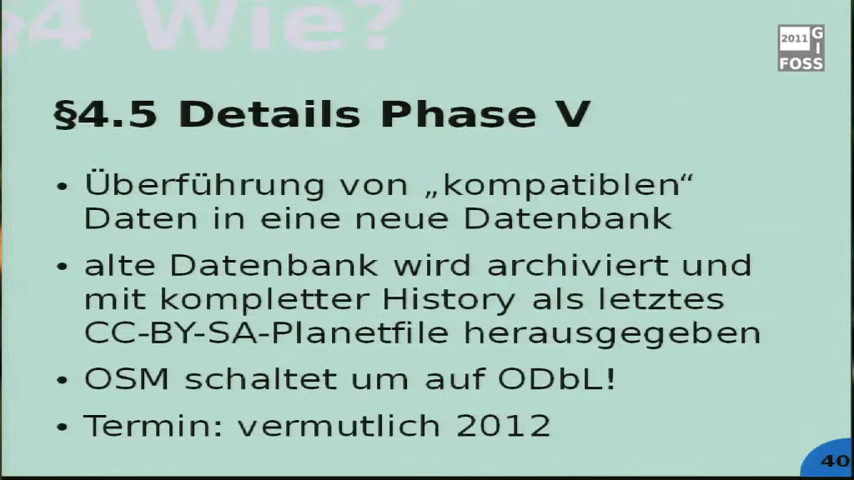 §4 Wie?
2011
G
I
FOSS
§4.5 Details Phase V
• Überführung von „kompatiblen“
Daten in eine neue Datenbank
• alte Datenbank wird archiviert und
mit kompletter History als letztes
CC-BY-SA-Planetfile herausgegeben
• OSM schaltet um auf ODbL!
• Termin: vermutlich 2012
40